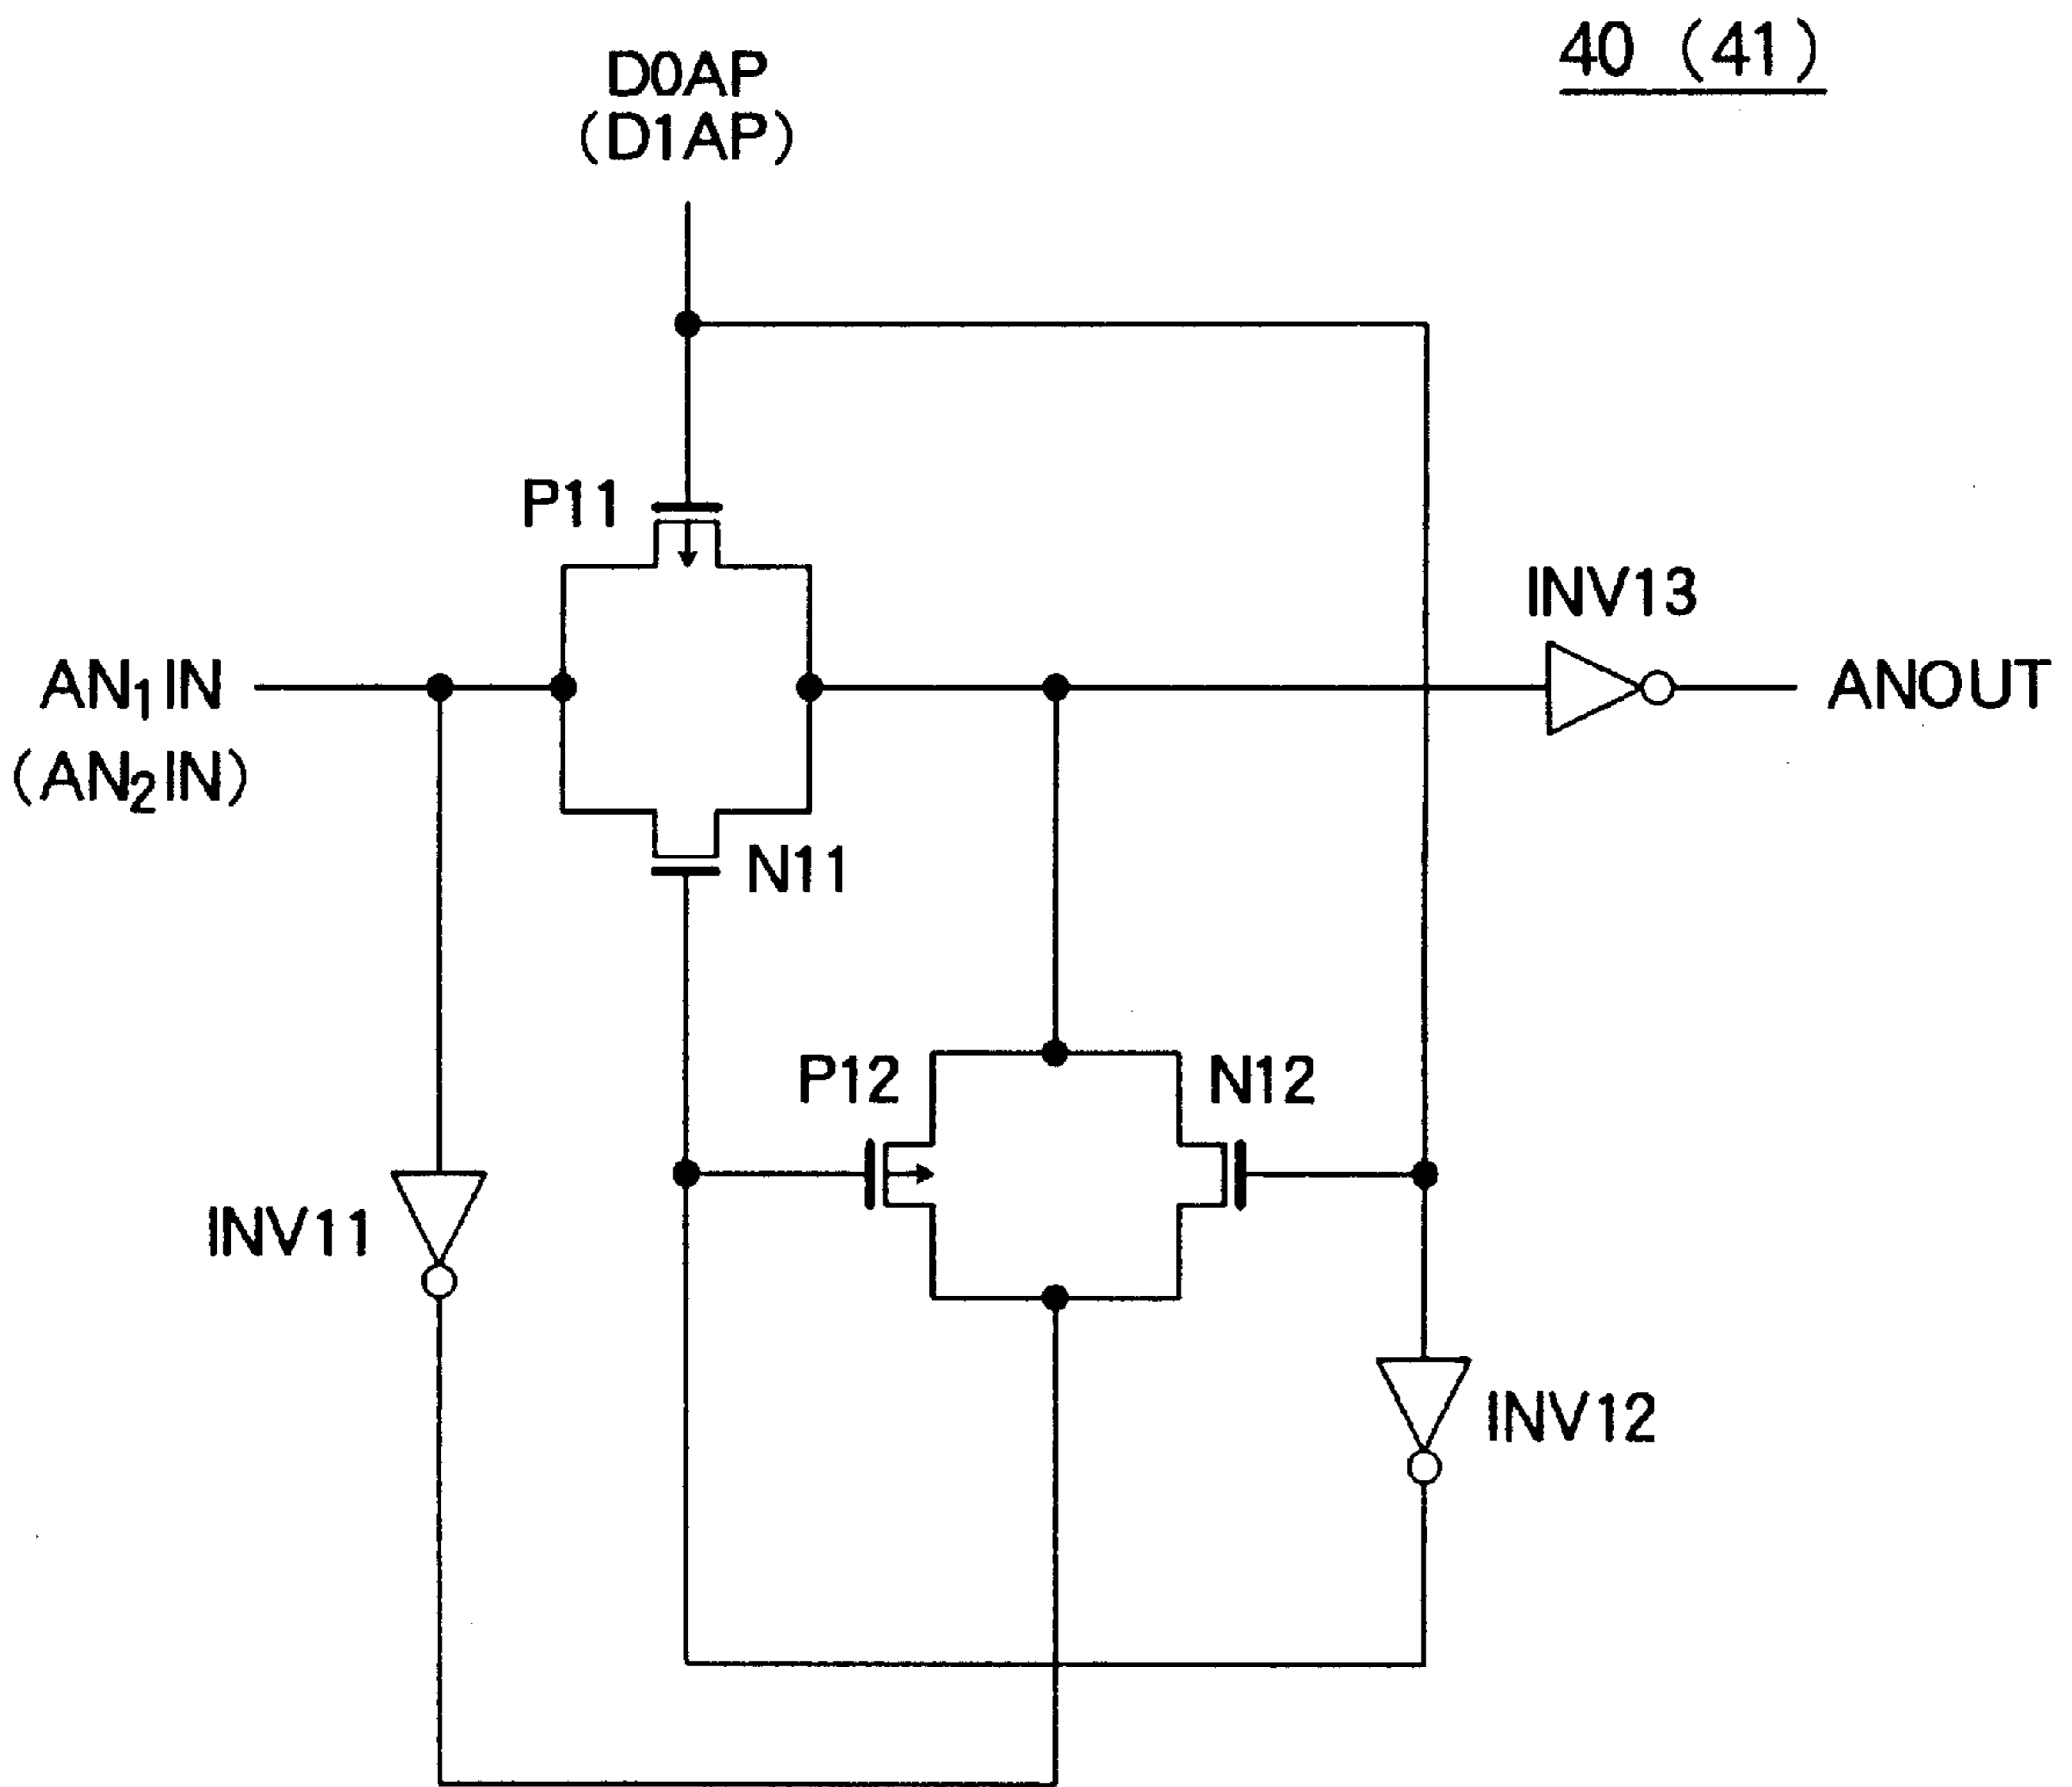 40 (41)
D0AP
(D1AP)
P11
INV13
AN₁IN
ANOUT
(AN₂IN)
N11
P12
N12
INV11
INV12